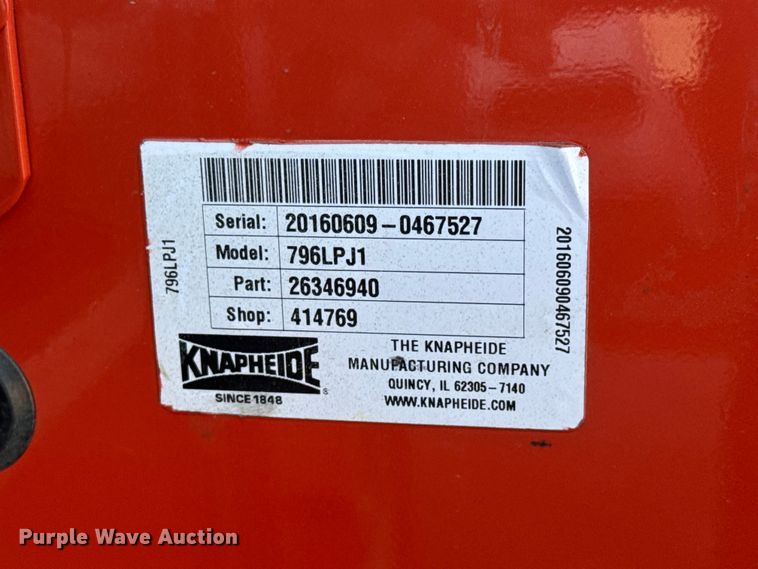 Serial: 20160609-0467527
Model: 796LPJ1
Part: 26346940
Shop: 414769
796LPJ1
201606090467527
KNAPHEIDE®
SINCE 1848
THE KNAPHEIDE
MANUFACTURING COMPANY
QUINCY, IL 62305-7140
WWW.KNAPHEIDE.COM
Purple Wave Auction